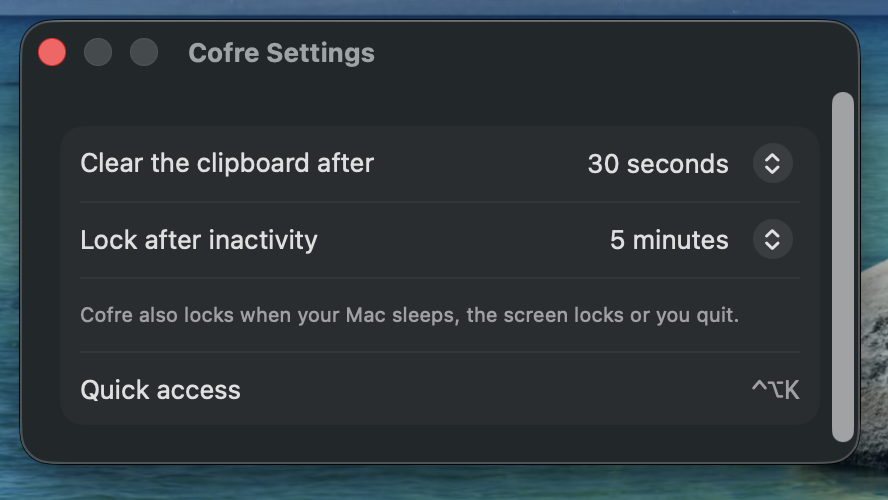 Cofre Settings
Clear the clipboard after 30 seconds
Lock after inactivity 5 minutes
Cofre also locks when your Mac sleeps, the screen locks or you quit.
Quick access ^⌥K